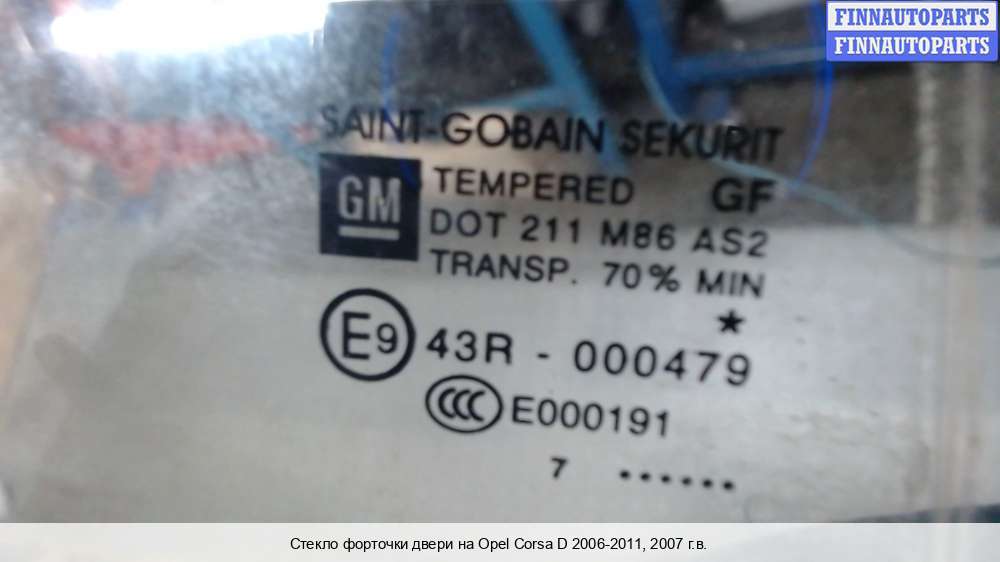 FINNAUTOPARTS
FINNAUTOPARTS
SAINT-GOBAIN SEKURIT
GM
TEMPERED GF
DOT 211 M86 AS2
TRANSP. 70% MIN
★
E9 43R - 000479
CCC E000191
7 ......
Стекло форточки двери на Opel Corsa D 2006-2011, 2007 г.в.